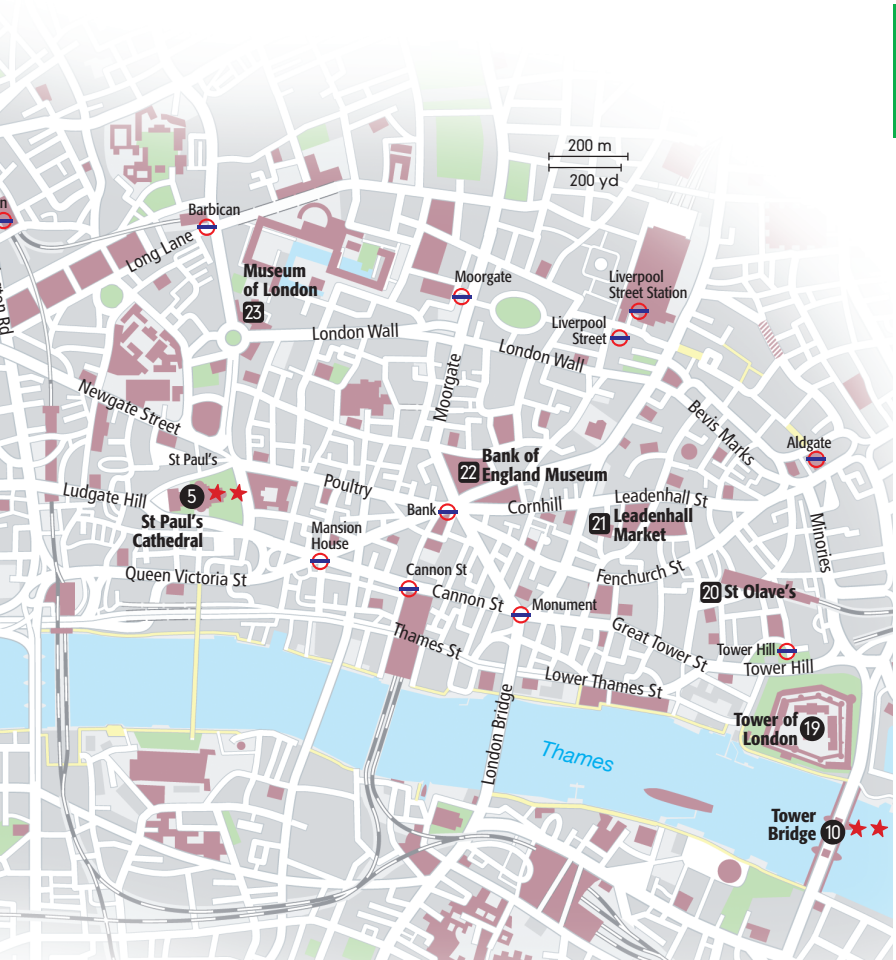 200 m
200 yd
n
Barbican
Long Lane
Museum
of London
23
Moorgate
Liverpool
Street Station
Liverpool
Street
London Wall
London Wall
rton Rd
Moorgate
Newgate Street
Bevis Marks
Aldgate
St Paul's
Bank of
22 England Museum
Poultry
Ludgate Hill
5
St Paul's
Cathedral
Bank
Cornhill
Leadenhall St
21 Leadenhall
Market
Minories
Mansion
House
Queen Victoria St
Cannon St
Cannon St
Fenchurch St
20 St Olave's
Monument
Thames St
Great Tower St
Tower Hill
Tower Hill
Lower Thames St
London Bridge
Tower of
London 19
Thames
Tower
Bridge 10